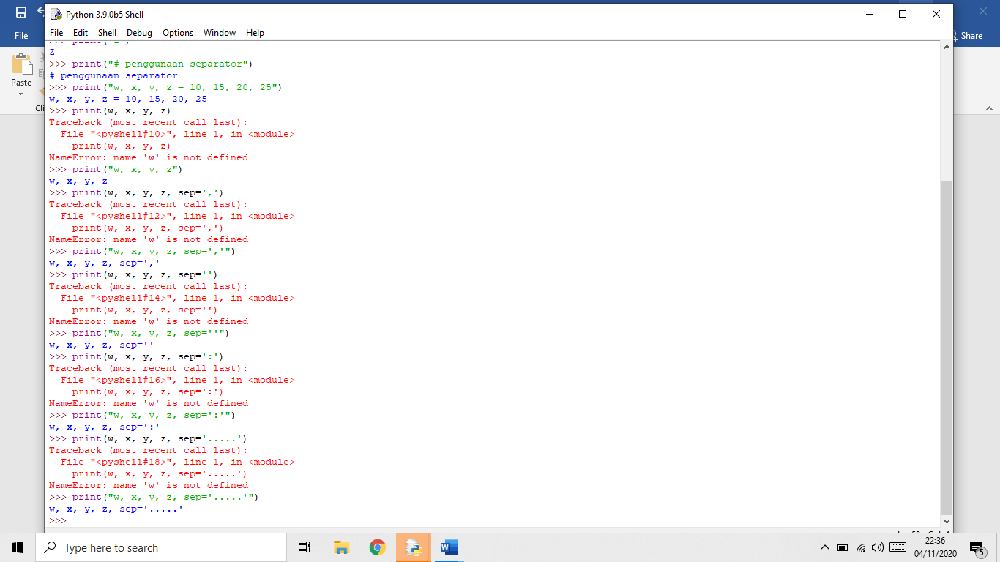 Python 3.9.0b5 Shell
File Edit Shell Debug Options Window Help
File
Share
Paste
Z
>>> print("# penggunaan separator")
# penggunaan separator
>>> print("w, x, y, z = 10, 15, 20, 25")
w, x, y, z = 10, 15, 20, 25
>>> print(w, x, y, z)
Traceback (most recent call last):
  File "<pyshell#10>", line 1, in <module>
    print(w, x, y, z)
NameError: name 'w' is not defined
>>> print("w, x, y, z")
w, x, y, z
>>> print(w, x, y, z, sep=',')
Traceback (most recent call last):
  File "<pyshell#12>", line 1, in <module>
    print(w, x, y, z, sep=',')
NameError: name 'w' is not defined
>>> print("w, x, y, z, sep=','")
w, x, y, z, sep=','
>>> print(w, x, y, z, sep='')
Traceback (most recent call last):
  File "<pyshell#14>", line 1, in <module>
    print(w, x, y, z, sep='')
NameError: name 'w' is not defined
>>> print("w, x, y, z, sep=''")
w, x, y, z, sep=''
>>> print(w, x, y, z, sep=':')
Traceback (most recent call last):
  File "<pyshell#16>", line 1, in <module>
    print(w, x, y, z, sep=':')
NameError: name 'w' is not defined
>>> print("w, x, y, z, sep=':'")
w, x, y, z, sep=':'
>>> print(w, x, y, z, sep='.....')
Traceback (most recent call last):
  File "<pyshell#18>", line 1, in <module>
    print(w, x, y, z, sep='.....')
NameError: name 'w' is not defined
>>> print("w, x, y, z, sep='.....'")
w, x, y, z, sep='.....'
>>>
Type here to search
22:36
04/11/2020
5